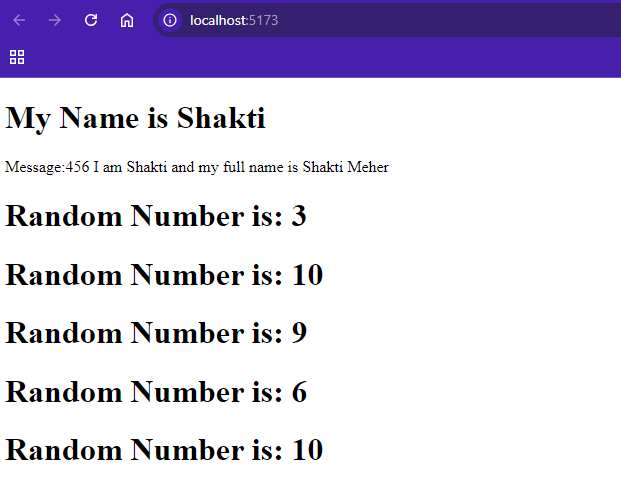 localhost:5173
My Name is Shakti
Message:456 I am Shakti and my full name is Shakti Meher
Random Number is: 3
Random Number is: 10
Random Number is: 9
Random Number is: 6
Random Number is: 10